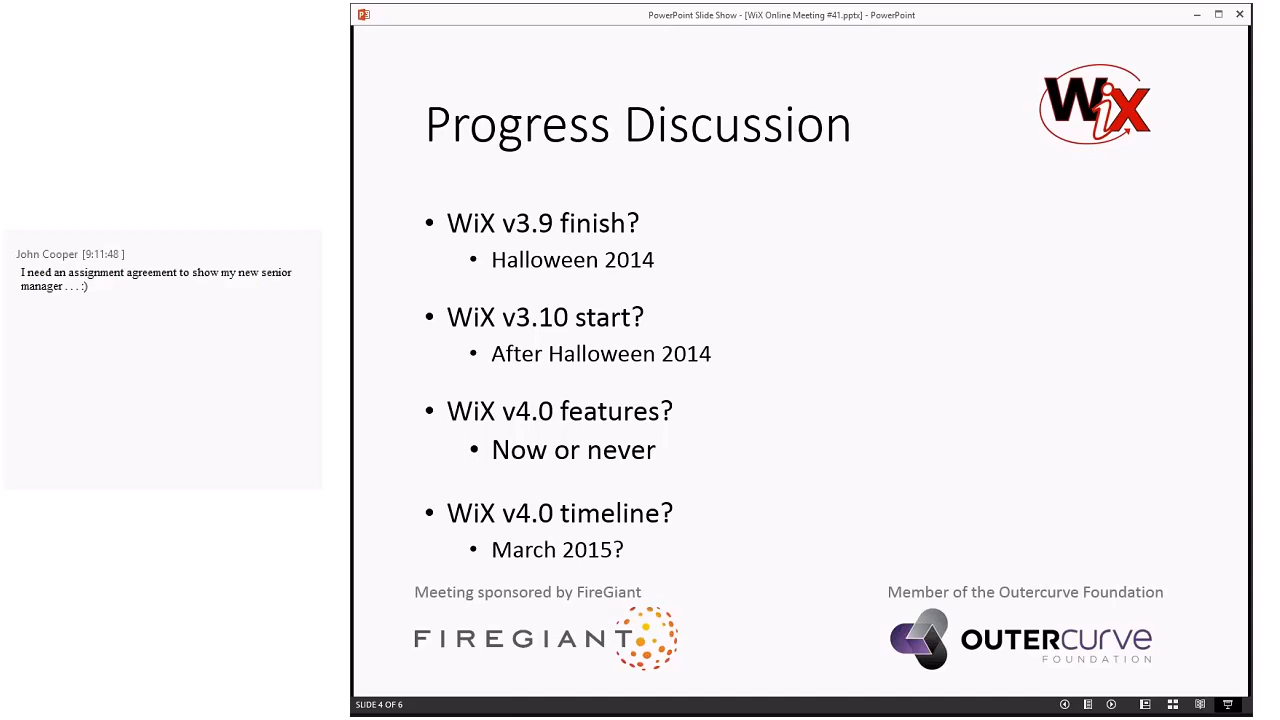 PowerPoint Slide Show - [WiX Online Meeting #41.pptx] - PowerPoint
John Cooper [9:11:48 ]
I need an assignment agreement to show my new senior
manager . . . :)
WiX
Progress Discussion
• WiX v3.9 finish?
• Halloween 2014
• WiX v3.10 start?
• After Halloween 2014
• WiX v4.0 features?
• Now or never
• WiX v4.0 timeline?
• March 2015?
Meeting sponsored by FireGiant
FIREGIANT
Member of the Outercurve Foundation
OUTERCURVE
FOUNDATION
SLIDE 4 OF 6